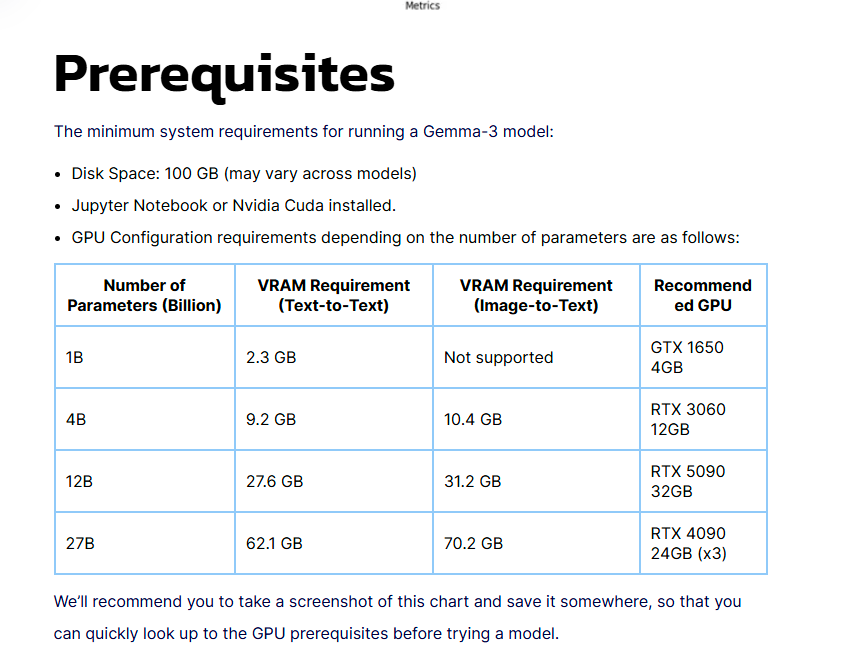 Metrics
Prerequisites
The minimum system requirements for running a Gemma-3 model:
• Disk Space: 100 GB (may vary across models)
• Jupyter Notebook or Nvidia Cuda installed.
• GPU Configuration requirements depending on the number of parameters are as follows:
Number of
Parameters (Billion)
VRAM Requirement
(Text-to-Text)
VRAM Requirement
(Image-to-Text)
Recommend
ed GPU
1B
2.3 GB
Not supported
GTX 1650
4GB
4B
9.2 GB
10.4 GB
RTX 3060
12GB
12B
27.6 GB
31.2 GB
RTX 5090
32GB
27B
62.1 GB
70.2 GB
RTX 4090
24GB (x3)
We’ll recommend you to take a screenshot of this chart and save it somewhere, so that you
can quickly look up to the GPU prerequisites before trying a model.